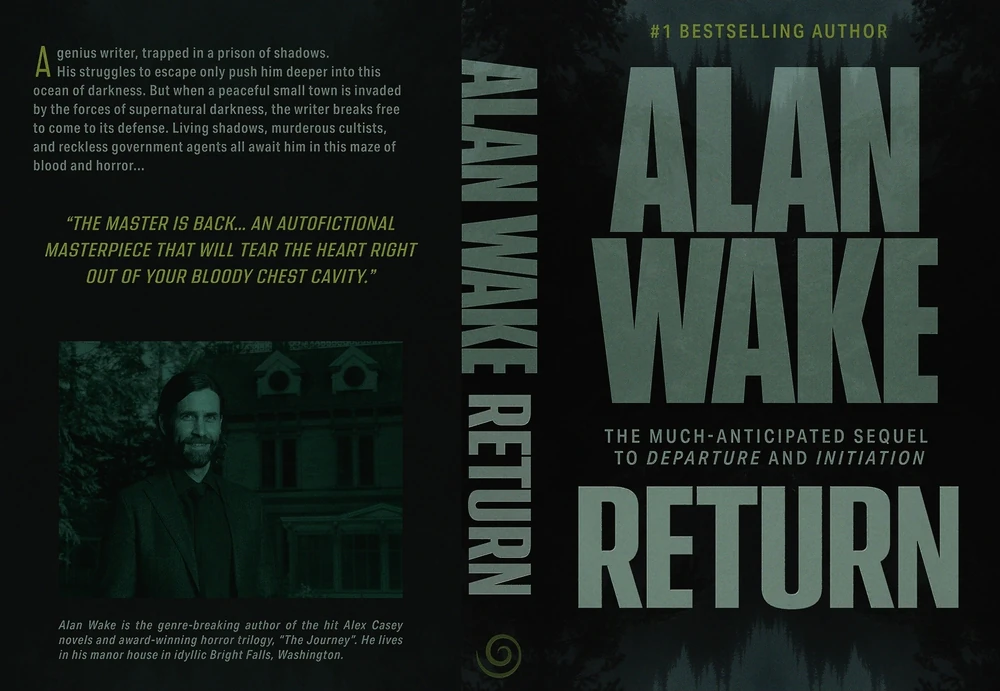 A genius writer, trapped in a prison of shadows.
His struggles to escape only push him deeper into this
ocean of darkness. But when a peaceful small town is invaded
by the forces of supernatural darkness, the writer breaks free
to come to its defense. Living shadows, murderous cultists,
and reckless government agents all await him in this maze of
blood and horror...
“THE MASTER IS BACK... AN AUTOFICTIONAL
MASTERPIECE THAT WILL TEAR THE HEART RIGHT
OUT OF YOUR BLOODY CHEST CAVITY.”
Alan Wake is the genre-breaking author of the hit Alex Casey
novels and award-winning horror trilogy, "The Journey". He lives
in his manor house in idyllic Bright Falls, Washington.
ALAN WAKE RETURN
#1 BESTSELLING AUTHOR
ALAN
WAKE
THE MUCH-ANTICIPATED SEQUEL
TO DEPARTURE AND INITIATION
RETURN